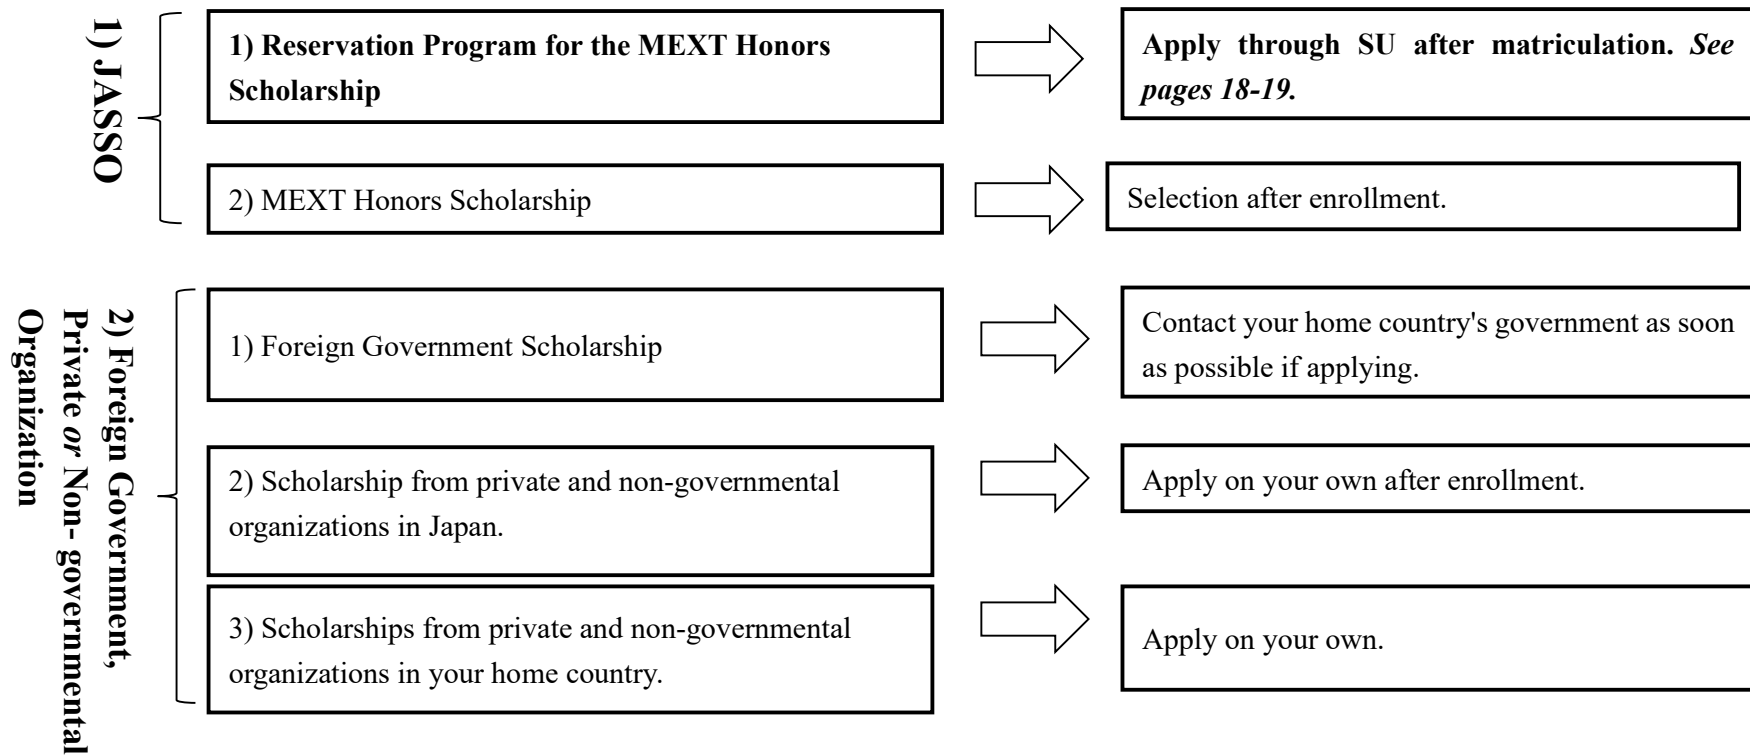 1) JASSO
1) Reservation Program for the MEXT Honors
Scholarship
Apply through SU after matriculation. See
pages 18-19.
2) MEXT Honors Scholarship
Selection after enrollment.
2) Foreign Government,
Private or Non- governmental
Organization
1) Foreign Government Scholarship
Contact your home country's government as soon
as possible if applying.
2) Scholarship from private and non-governmental
organizations in Japan.
Apply on your own after enrollment.
3) Scholarships from private and non-governmental
organizations in your home country.
Apply on your own.